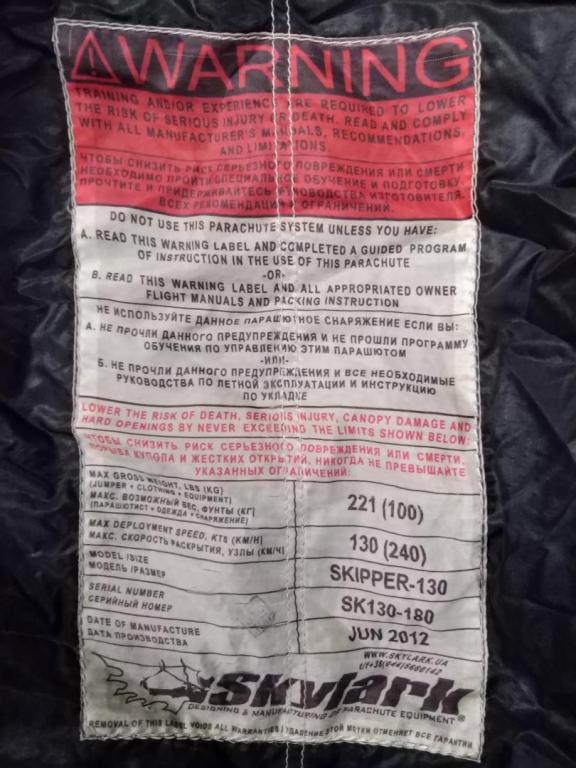 WARNING
TRAINING AND/OR EXPERIENCE ARE REQUIRED TO LOWER
THE RISK OF SERIOUS INJURY OR DEATH. READ AND COMPLY
WITH ALL MANUFACTURER'S MANUALS, RECOMMENDATIONS,
AND LIMITATIONS
ЧТОБЫ СНИЗИТЬ РИСК СЕРЬЕЗНОГО ПОВРЕЖДЕНИЯ ИЛИ СМЕРТИ
НЕОБХОДИМО ПРОЙТИ СПЕЦИАЛЬНОЕ ОБУЧЕНИЕ И ПОДГОТОВКУ
ПРОЧТИТЕ И ПРИДЕРЖИВАЙТЕСЬ РУКОВОДСТВА ИЗГОТОВИТЕЛЯ.
ВСЕХ РЕКОМЕНДАЦИЙ И ОГРАНИЧЕНИЙ.
DO NOT USE THIS PARACHUTE SYSTEM UNLESS YOU HAVE:
A. READ THIS WARNING LABEL AND COMPLETED A GUIDED PROGRAM
OF INSTRUCTION IN THE USE OF THIS PARACHUTE
-OR-
B. READ THIS WARNING LABEL AND ALL APPROPRIATED OWNER
FLIGHT MANUALS AND PACKING INSTRUCTION
НЕ ИСПОЛЬЗУЙТЕ ДАННОЕ ПАРАШЮТНОЕ СНАРЯЖЕНИЕ ЕСЛИ ВЫ:
А. НЕ ПРОЧЛИ ДАННОГО ПРЕДУПРЕЖДЕНИЯ И НЕ ПРОШЛИ ПРОГРАММУ
ОБУЧЕНИЯ ПО УПРАВЛЕНИЮ ЭТИМ ПАРАШЮТОМ
-ИЛИ-
Б. НЕ ПРОЧЛИ ДАННОГО ПРЕДУПРЕЖДЕНИЯ И ВСЕ НЕОБХОДИМЫЕ
РУКОВОДСТВА ПО ЛЕТНОЙ ЭКСПЛУАТАЦИИ И ИНСТРУКЦИЮ
ПО УКЛАДКЕ
LOWER THE RISK OF DEATH, SERIOUS INJURY, CANOPY DAMAGE AND
HARD OPENINGS BY NEVER EXCEEDING THE LIMITS SHOWN BELOW:
ЧТОБЫ СНИЗИТЬ РИСК СЕРЬЕЗНОГО ПОВРЕЖДЕНИЯ ИЛИ СМЕРТИ,
ПОРЫВА КУПОЛА И ЖЕСТКИХ ОТКРЫТИЙ, НИКОГДА НЕ ПРЕВЫШАЙТЕ
УКАЗАННЫХ ОГРАНИЧЕНИЙ:
MAX GROSS WEIGHT, LBS (KG)
(JUMPER + CLOTHING + EQUIPMENT)
МАКС. ВОЗМОЖНЫЙ ВЕС, ФУНТЫ (КГ)
(ПАРАШЮТИСТ + ОДЕЖДА + СНАРЯЖЕНИЕ)
221 (100)
MAX DEPLOYMENT SPEED, KTS (KM/H)
МАКС. СКОРОСТЬ РАСКРЫТИЯ, УЗЛЫ (КМ/Ч)
130 (240)
MODEL /SIZE
МОДЕЛЬ /РАЗМЕР
SKIPPER-130
SERIAL NUMBER
СЕРИЙНЫЙ НОМЕР
SK130-180
DATE OF MANUFACTURE
ДАТА ПРОИЗВОДСТВА
JUN 2012
WWW.SKYLARK.UA
Skylark
DESIGNING & MANUFACTURING OF PARACHUTE EQUIPMENT®
REMOVAL OF THIS LABEL VOIDS ALL WARRANTIES / УДАЛЕНИЕ ЭТОЙ МЕТКИ ОТМЕНЯЕТ ВСЕ ГАРАНТИИ